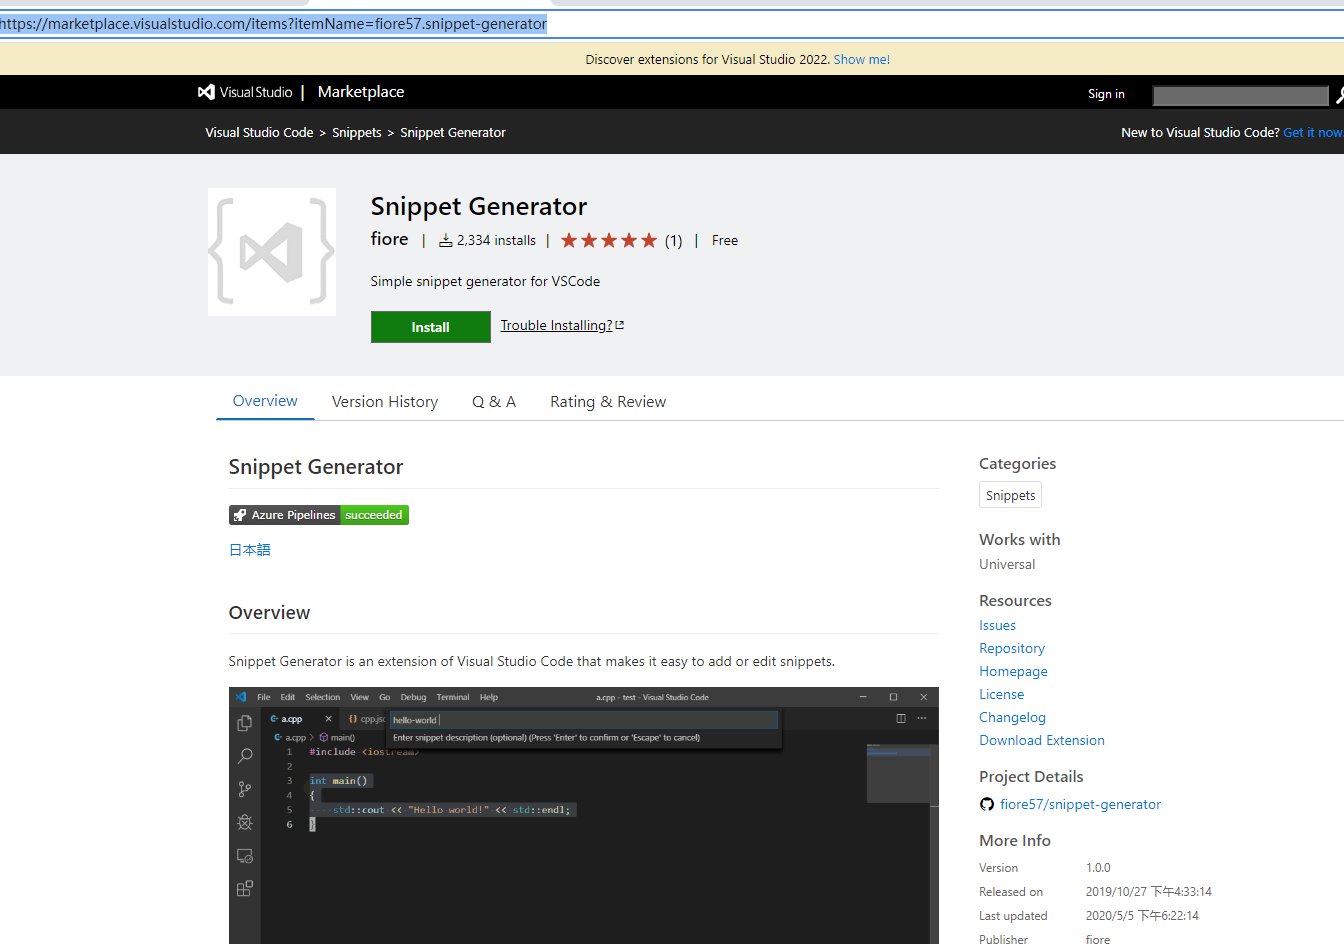 https://marketplace.visualstudio.com/items?itemName=fiore57.snippet-generator
Discover extensions for Visual Studio 2022. Show me!
Visual Studio | Marketplace
Sign in
Visual Studio Code > Snippets > Snippet Generator
New to Visual Studio Code? Get it now.
Snippet Generator
fiore | 2,334 installs | (1) | Free
Simple snippet generator for VSCode
Install
Trouble Installing?
Overview
Version History
Q & A
Rating & Review
Snippet Generator
Azure Pipelines succeeded
日本語
Overview
Snippet Generator is an extension of Visual Studio Code that makes it easy to add or edit snippets.
File Edit Selection View Go Debug Terminal Help
a.cpp - test - Visual Studio Code
a.cpp
{} cpp.jsc
hello-world
Enter snippet description (optional) (Press 'Enter' to confirm or 'Escape' to cancel)
a.cpp > main()
1 #include <iostream>
2
3 int main()
4 {
5 std::cout << "Hello world!" << std::endl;
6 }
Categories
Snippets
Works with
Universal
Resources
Issues
Repository
Homepage
License
Changelog
Download Extension
Project Details
fiore57/snippet-generator
More Info
Version 1.0.0
Released on 2019/10/27 下午4:33:14
Last updated 2020/5/5 下午6:22:14
Publisher fiore